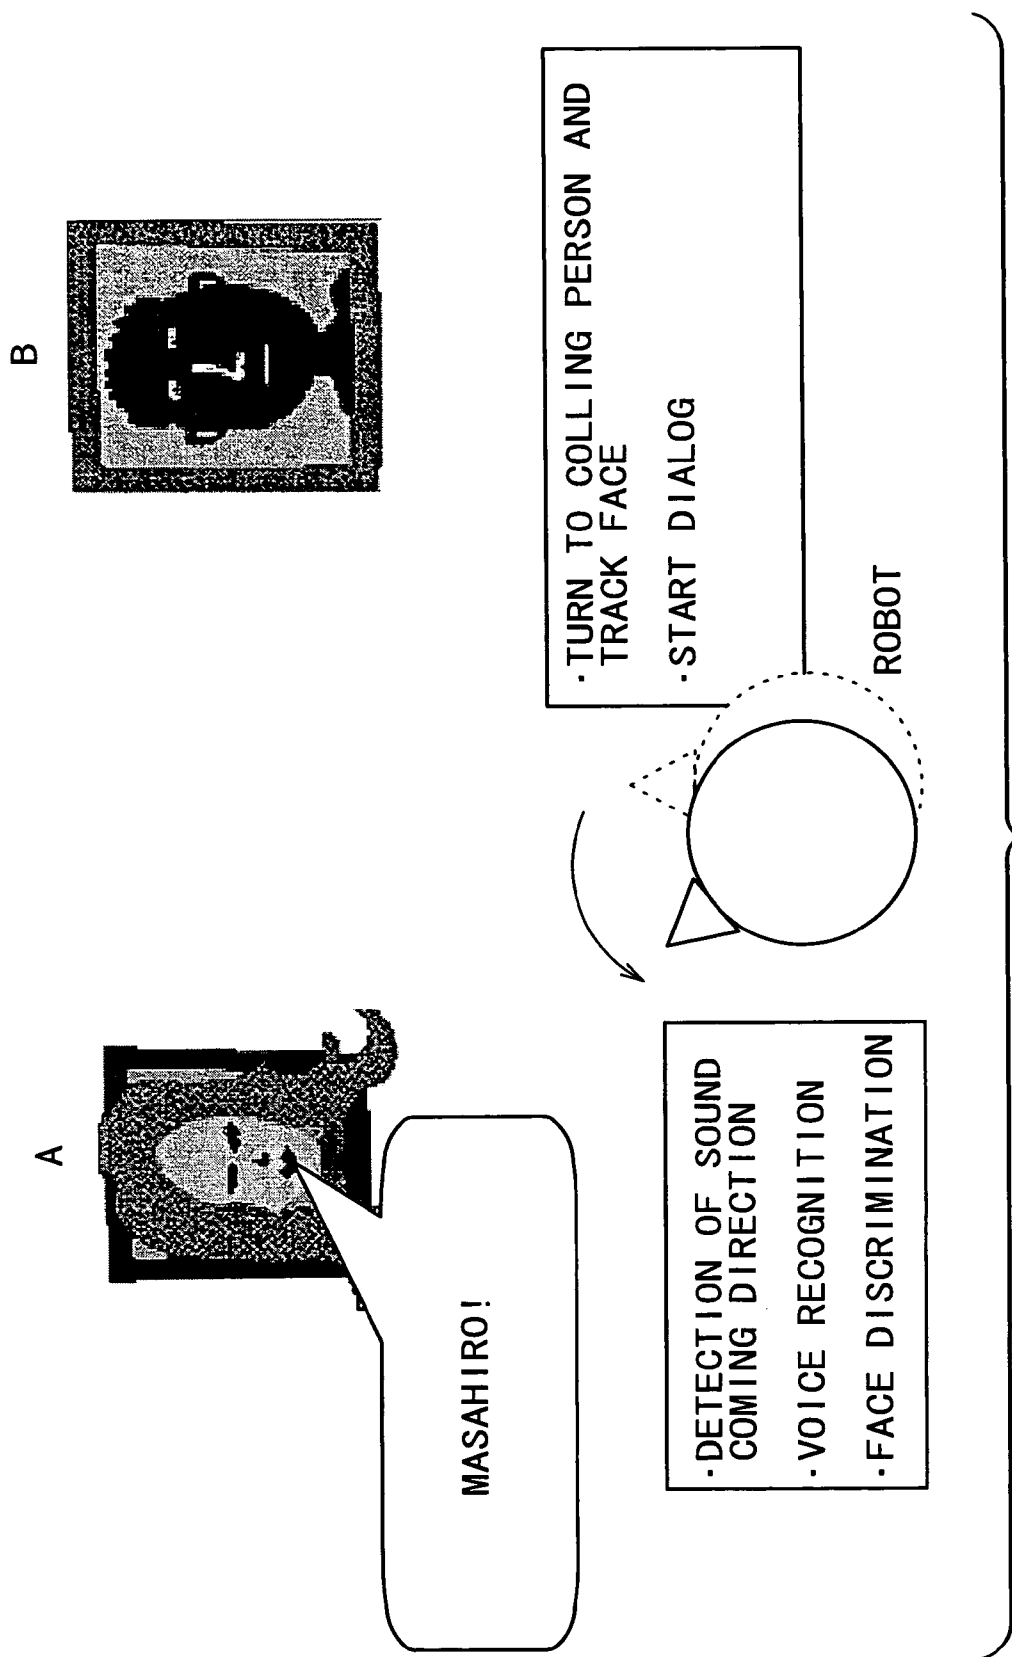 A
B
MASAHIRO!
·TURN TO COLLING PERSON AND
TRACK FACE
·START DIALOG
·DETECTION OF SOUND
COMING DIRECTION
·VOICE RECOGNITION
·FACE DISCRIMINATION
ROBOT